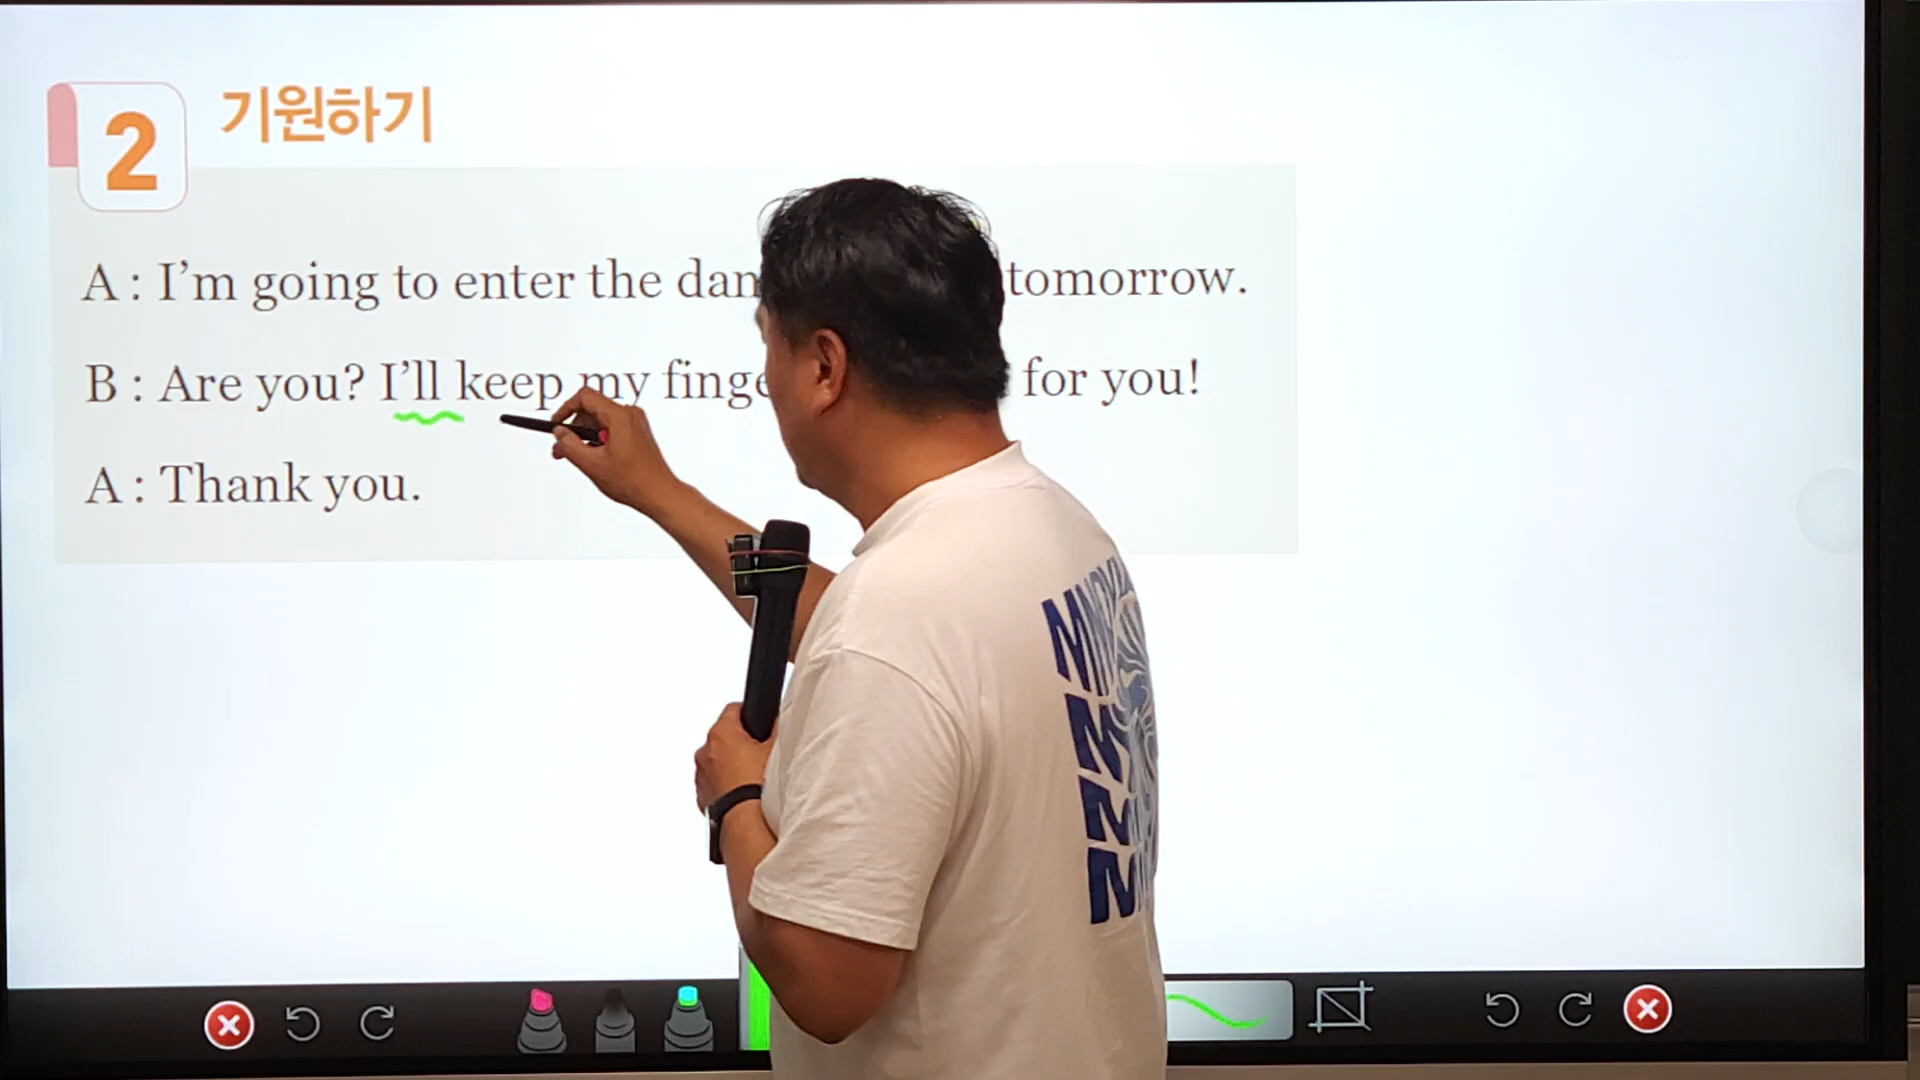 2 기원하기
A : I'm going to enter the dan tomorrow.
B : Are you? I'll keep my finge for you!
A : Thank you.
M
M
M
M